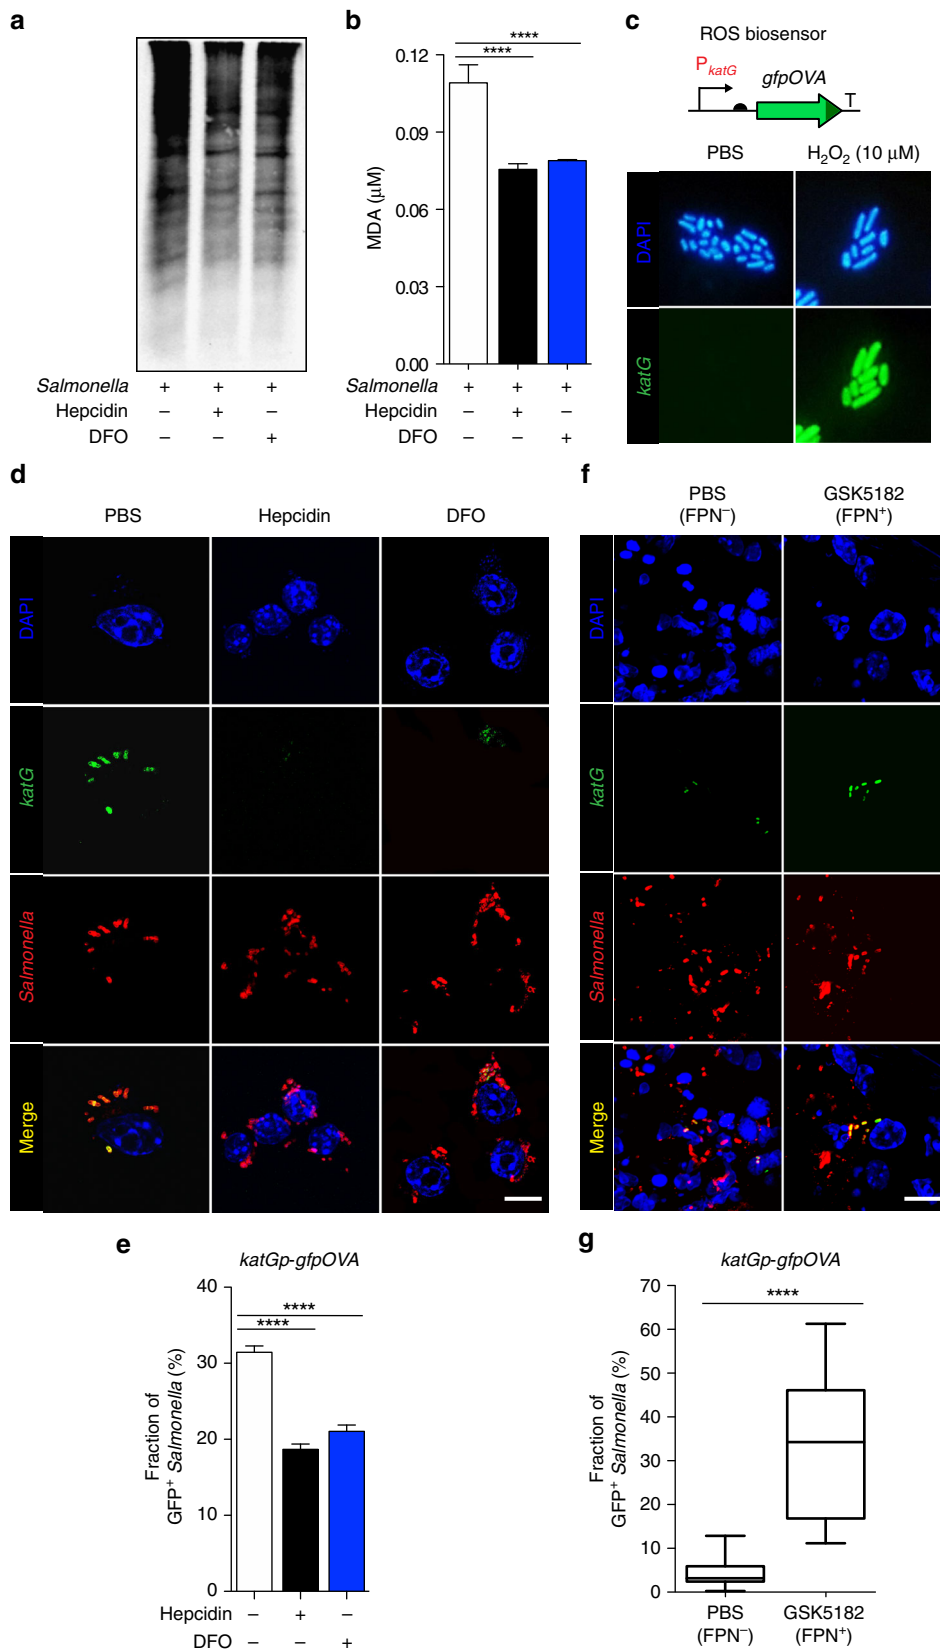 a
Salmonella + + +
Hepcidin – + –
DFO – – +
b
****
****
MDA (µM)
0.12
0.09
0.06
0.03
0.00
Salmonella + + +
Hepcidin – + –
DFO – – +
c
ROS biosensor
PkatG
gfpOVA
T
PBS
H2O2 (10 µM)
DAPI
katG
d
PBS
Hepcidin
DFO
DAPI
katG
Salmonella
Merge
f
PBS
(FPN–)
GSK5182
(FPN+)
DAPI
katG
Salmonella
Merge
e
katGp-gfpOVA
****
****
Fraction of
GFP+ Salmonella (%)
40
30
20
10
0
Hepcidin – + –
DFO – – +
g
katGp-gfpOVA
****
Fraction of
GFP+ Salmonella (%)
70
60
50
40
30
20
10
0
PBS
(FPN–)
GSK5182
(FPN+)